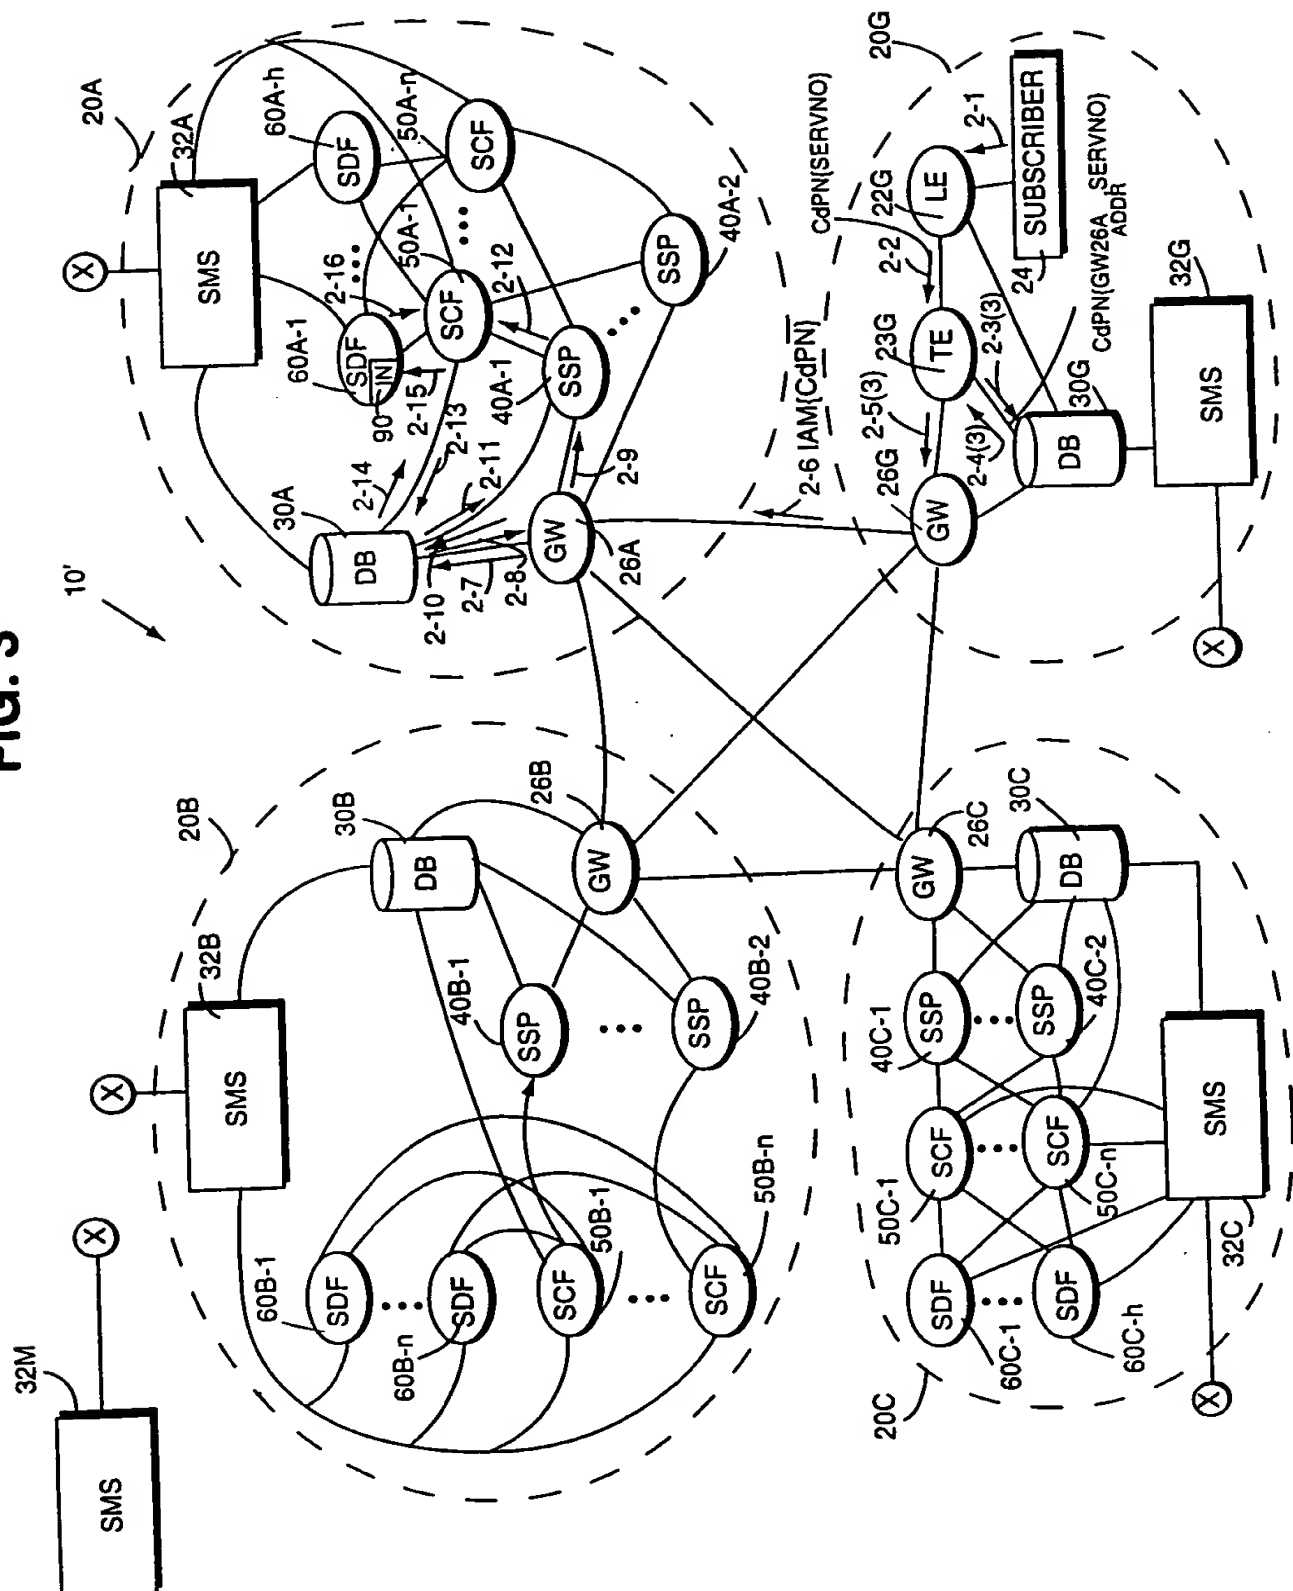 FIG. 3
10'
20A
32A
SMS
X
60A-h
SDF
50A-n
SCF
60A-1
SDF
IN
90
2-16
50A-1
SCF
2-15
2-12
2-13
2-14
30A
DB
2-11
40A-1
SSP
SSP
40A-2
2-10
2-7
2-8
2-9
GW
26A
2-6 IAM{CdPN}
20G
CdPN{SERVNO}
22G
LE
2-1
SUBSCRIBER
24
2-2
23G
TE
2-3(3)
CdPN{GW26A ADDR SERVNO}
2-5(3)
2-4(3)
26G
GW
30G
DB
32G
SMS
X
20B
32B
SMS
X
30B
DB
26B
GW
40B-1
SSP
SSP
40B-2
60B-1
SDF
SDF
60B-n
SCF
50B-1
SCF
50B-n
32M
SMS
X
20C
GW
26C
30C
DB
40C-1
SSP
SSP
40C-2
50C-1
SCF
SCF
50C-n
SDF
60C-1
SDF
60C-h
SMS
32C
X